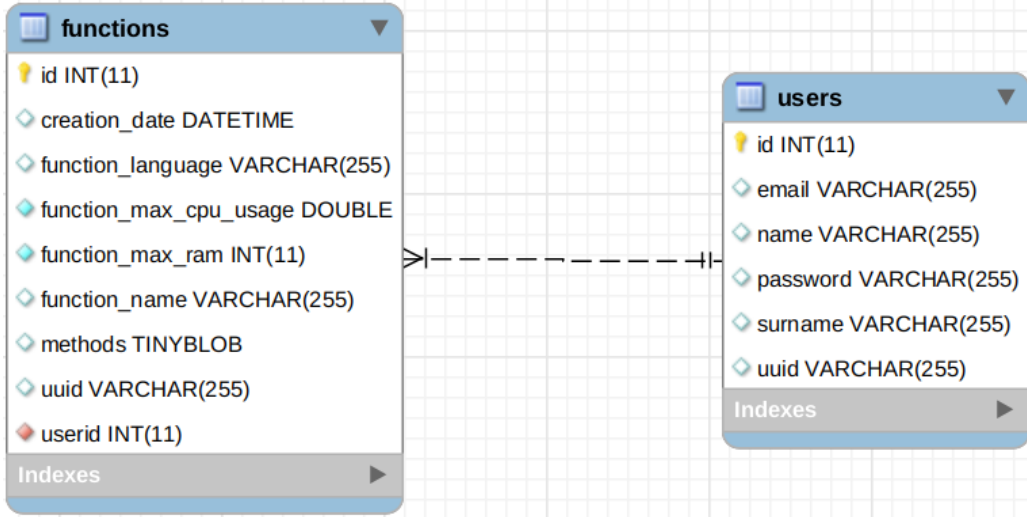 functions
id INT(11)
creation_date DATETIME
function_language VARCHAR(255)
function_max_cpu_usage DOUBLE
function_max_ram INT(11)
function_name VARCHAR(255)
methods TINYBLOB
uuid VARCHAR(255)
userid INT(11)
Indexes
users
id INT(11)
email VARCHAR(255)
name VARCHAR(255)
password VARCHAR(255)
surname VARCHAR(255)
uuid VARCHAR(255)
Indexes